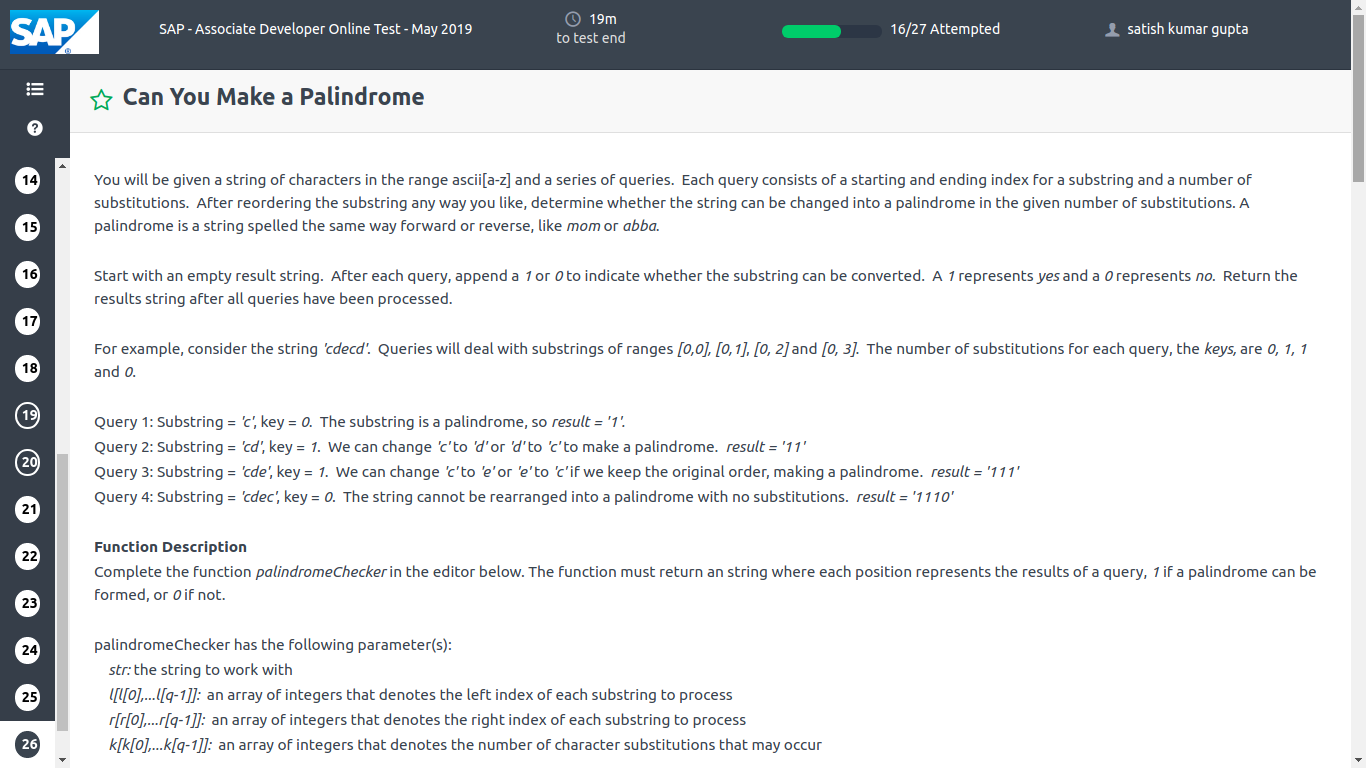 SAP
SAP - Associate Developer Online Test - May 2019
19m
to test end
16/27 Attempted
satish kumar gupta
Can You Make a Palindrome
14
15
16
17
18
19
20
21
22
23
24
25
26
You will be given a string of characters in the range ascii[a-z] and a series of queries. Each query consists of a starting and ending index for a substring and a number of
substitutions. After reordering the substring any way you like, determine whether the string can be changed into a palindrome in the given number of substitutions. A
palindrome is a string spelled the same way forward or reverse, like mom or abba.
Start with an empty result string. After each query, append a 1 or 0 to indicate whether the substring can be converted. A 1 represents yes and a 0 represents no. Return the
results string after all queries have been processed.
For example, consider the string 'cdecd'. Queries will deal with substrings of ranges [0,0], [0,1], [0, 2] and [0, 3]. The number of substitutions for each query, the keys, are 0, 1, 1
and 0.
Query 1: Substring = 'c', key = 0. The substring is a palindrome, so result = '1'.
Query 2: Substring = 'cd', key = 1. We can change 'c' to 'd' or 'd' to 'c' to make a palindrome. result = '11'
Query 3: Substring = 'cde', key = 1. We can change 'c' to 'e' or 'e' to 'c' if we keep the original order, making a palindrome. result = '111'
Query 4: Substring = 'cdec', key = 0. The string cannot be rearranged into a palindrome with no substitutions. result = '1110'
Function Description
Complete the function palindromeChecker in the editor below. The function must return an string where each position represents the results of a query, 1 if a palindrome can be
formed, or 0 if not.
palindromeChecker has the following parameter(s):
str: the string to work with
l[l[0],...l[q-1]]: an array of integers that denotes the left index of each substring to process
r[r[0],...r[q-1]]: an array of integers that denotes the right index of each substring to process
k[k[0],...k[q-1]]: an array of integers that denotes the number of character substitutions that may occur